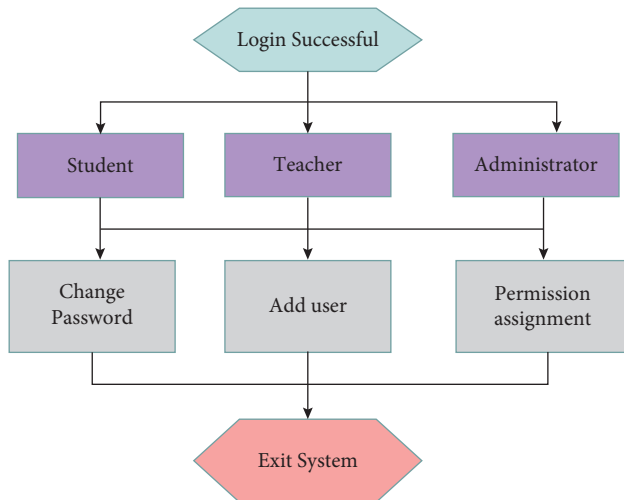 Login Successful
Student
Teacher
Administrator
Change
Password
Add user
Permission
assignment
Exit System